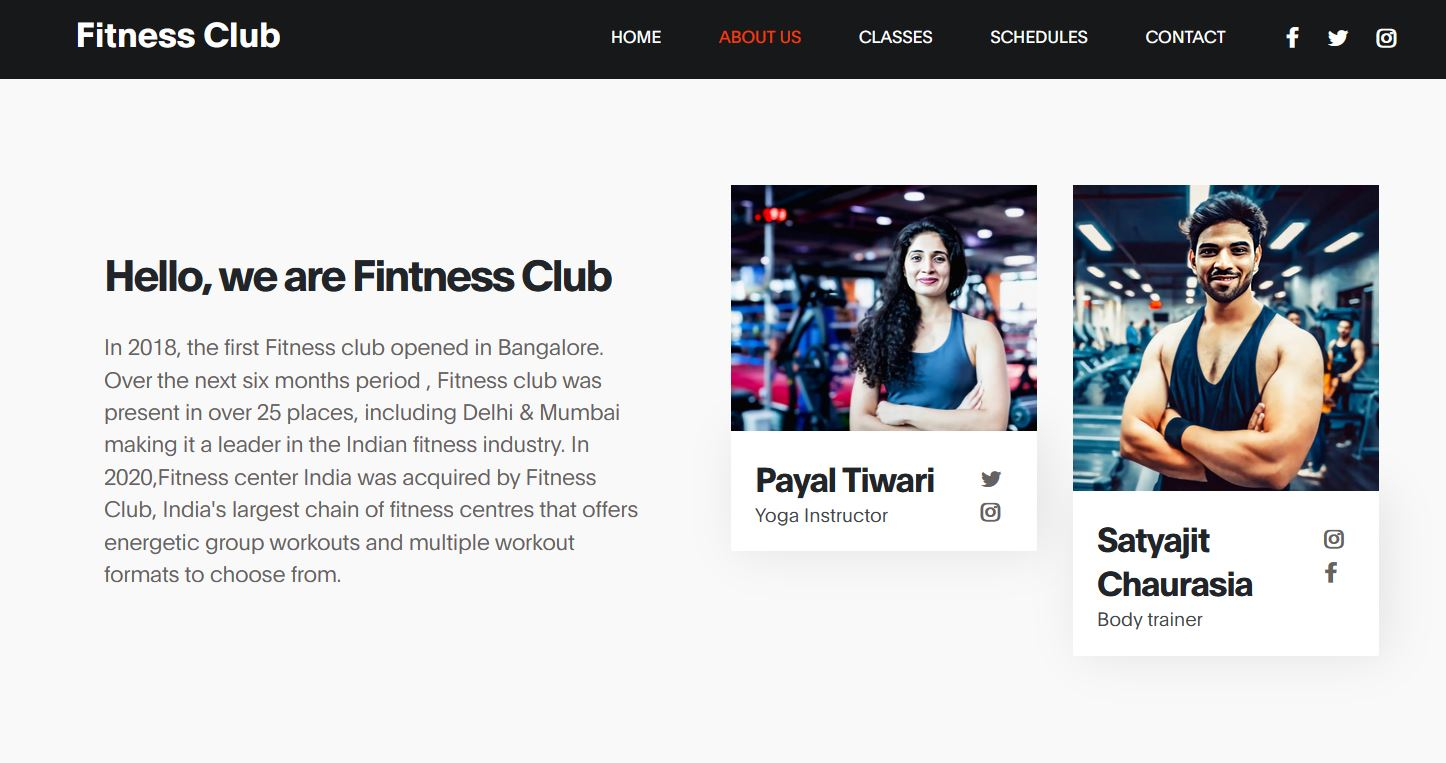 Fitness Club
HOME ABOUT US CLASSES SCHEDULES CONTACT
Hello, we are Fintness Club
In 2018, the first Fitness club opened in Bangalore.
Over the next six months period , Fitness club was
present in over 25 places, including Delhi & Mumbai
making it a leader in the Indian fitness industry. In
2020,Fitness center India was acquired by Fitness
Club, India's largest chain of fitness centres that offers
energetic group workouts and multiple workout
formats to choose from.
Payal Tiwari
Yoga Instructor
Satyajit
Chaurasia
Body trainer